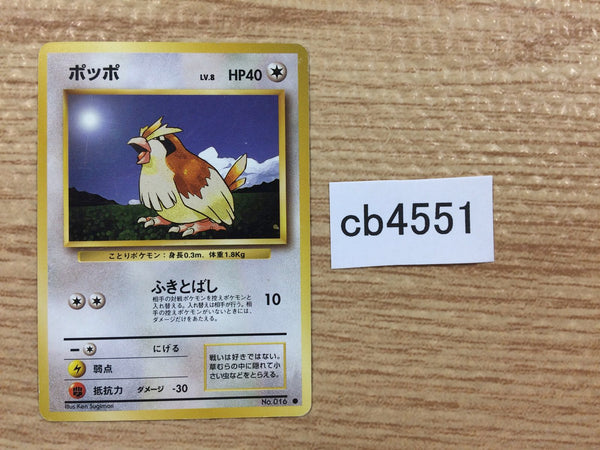 ポッポ LV.8 HP40
ことりポケモン：身長0.3m、体重1.8Kg
ふきとばし 10
相手の対戦ポケモンを控えポケモンと
入れ替える。入れ替えは相手が行う。相
手の控えポケモンがいないときには、
ダメージだけをあたえる。
にげる
弱点
抵抗力 ダメージ -30
戦いは好きではない。
草むらの中に隠れて小
さい虫などをとらえる。
Illus.Ken Sugimori
No.016
cb4551